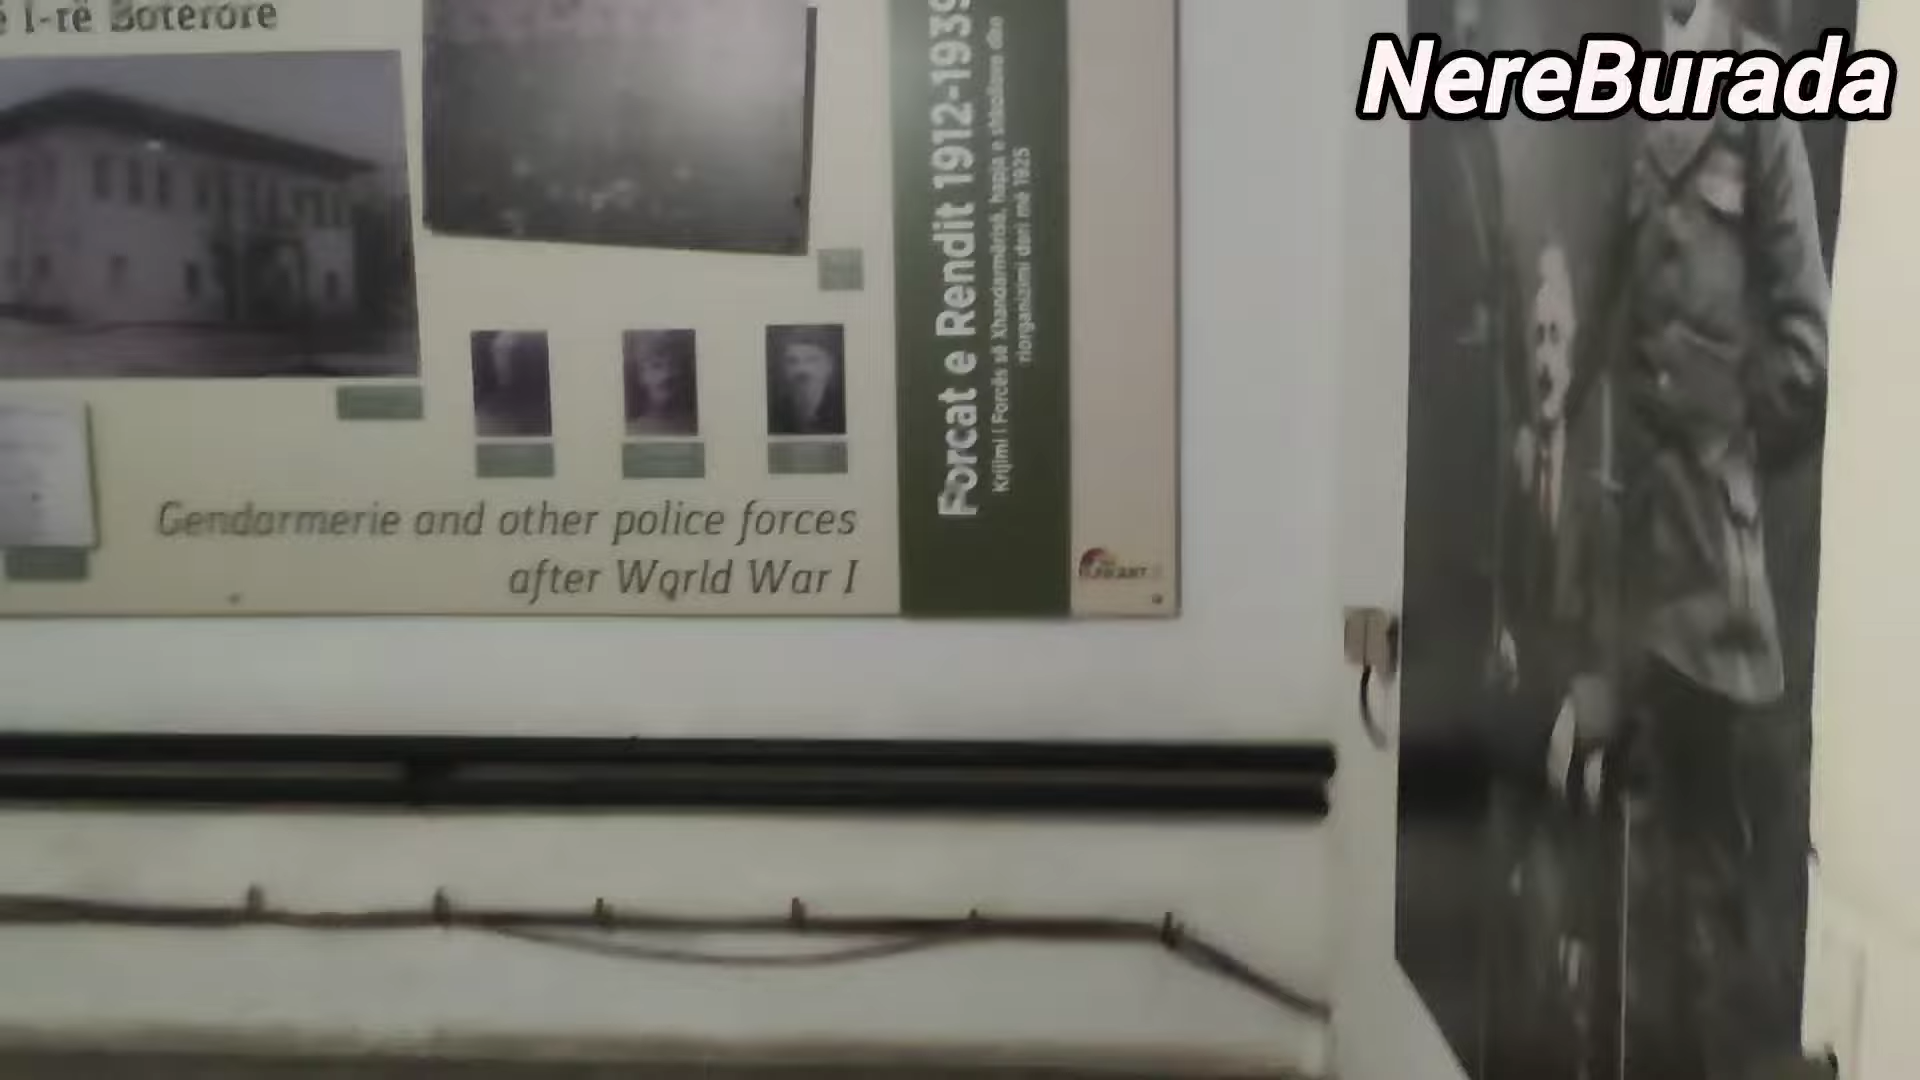 I-rë Botërore
NereBurada
Forcat e Rendit 1912-1939
Krijimi i Forcës së Xhandarmërisë, hapja e shkollave dhe
riorganizimi deri më 1925
Gendarmerie and other police forces
after World War I